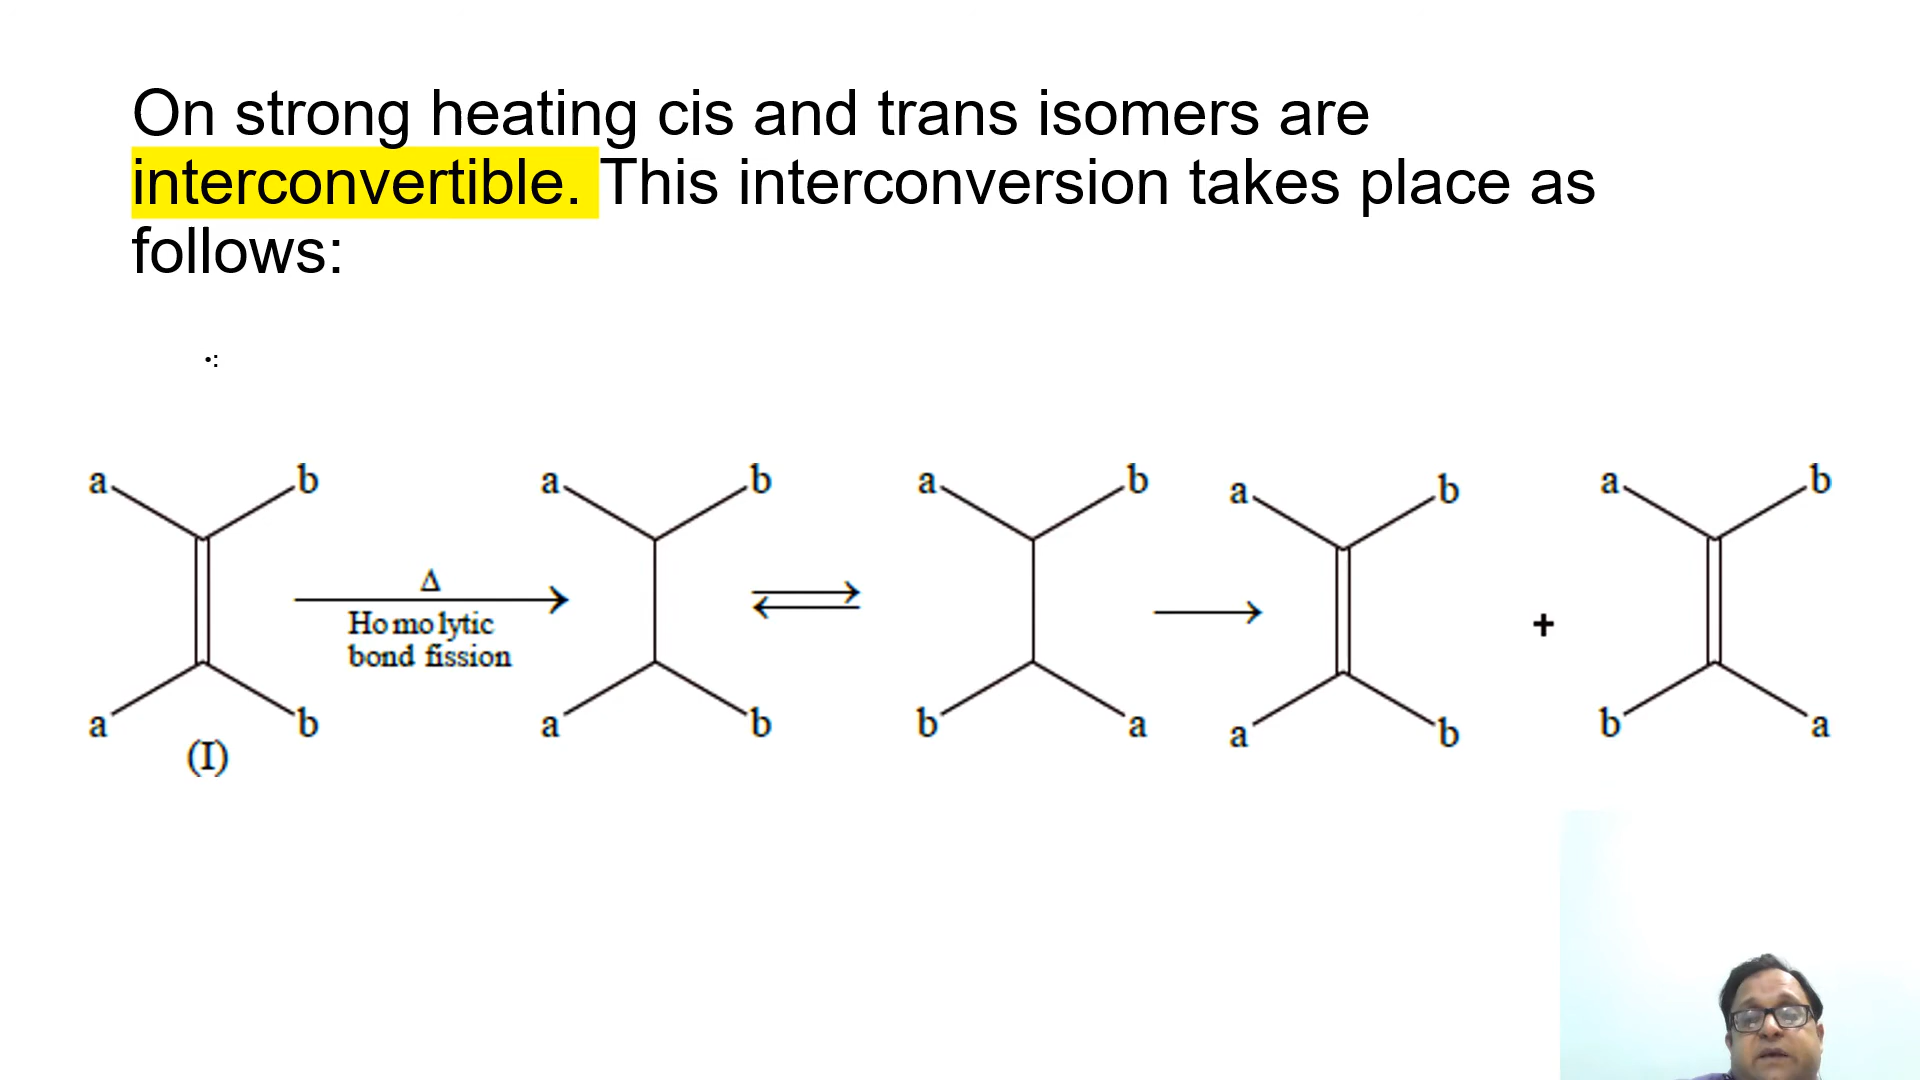 On strong heating cis and trans isomers are
interconvertible. This interconversion takes place as
follows:
•:
a b a b a b a b a b
Δ
Homolytic
bond fission
+
a b a b b a a b b a
(I)